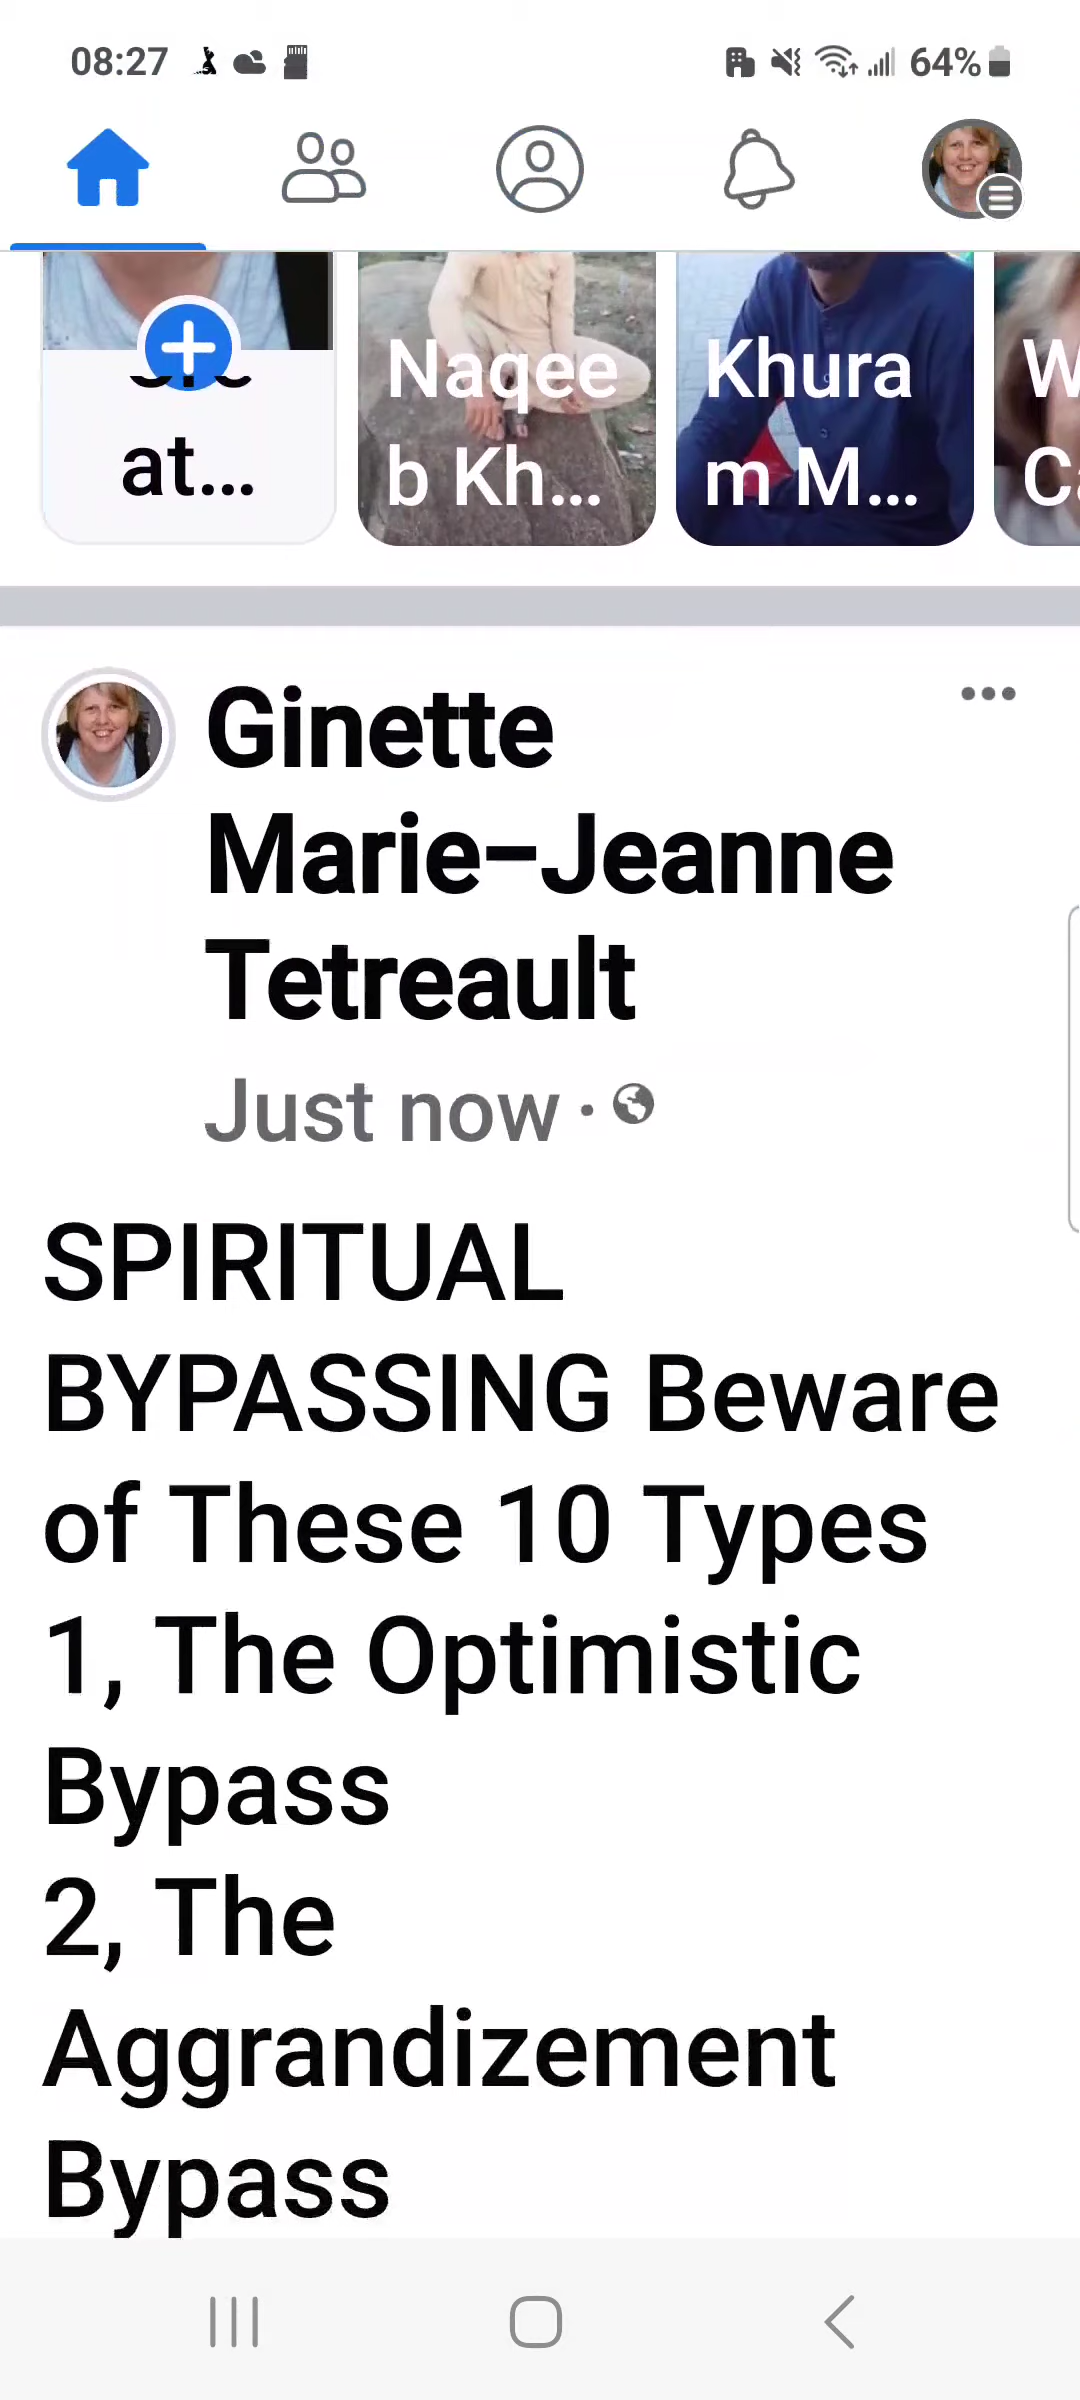 08:27
64%
at...
Naqee
b Kh...
Khura
m M...
W
Ginette
Marie-Jeanne
Tetreault
Just now ·
SPIRITUAL
BYPASSING Beware
of These 10 Types
1, The Optimistic
Bypass
2, The
Aggrandizement
Bypass